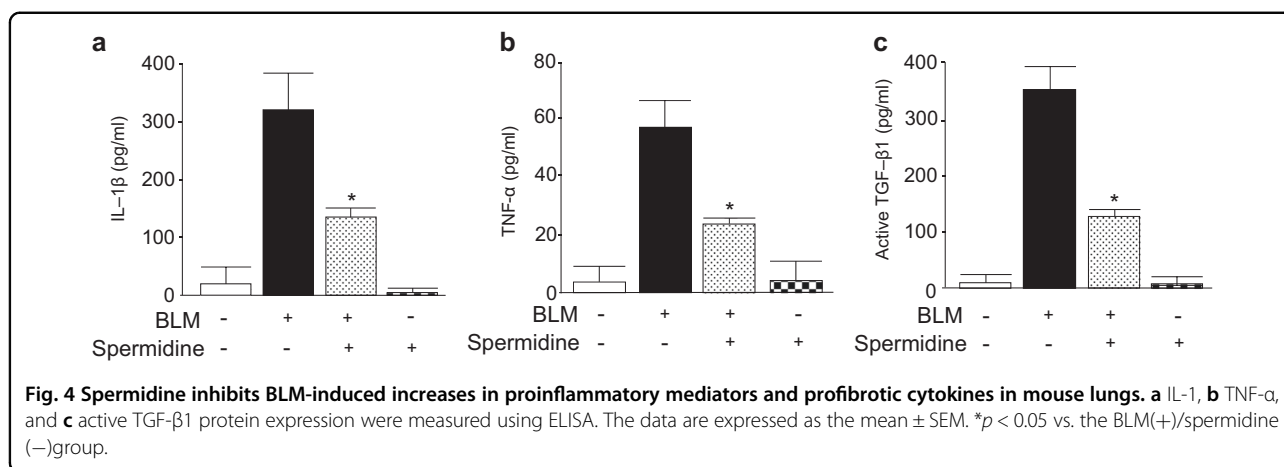 a
400
300
200
100
0
IL–1β (pg/ml)
*
BLM - + + -
Spermidine - - + +
b
80
60
40
20
0
TNF-α (pg/ml)
*
- + + -
- - + +
c
400
300
200
100
0
Active TGF–β1 (pg/ml)
*
BLM - + + -
Spermidine - - + +
Fig. 4 Spermidine inhibits BLM-induced increases in proinflammatory mediators and profibrotic cytokines in mouse lungs. a IL-1, b TNF-α,
and c active TGF-β1 protein expression were measured using ELISA. The data are expressed as the mean ± SEM. *p < 0.05 vs. the BLM(+)/spermidine
(−)group.